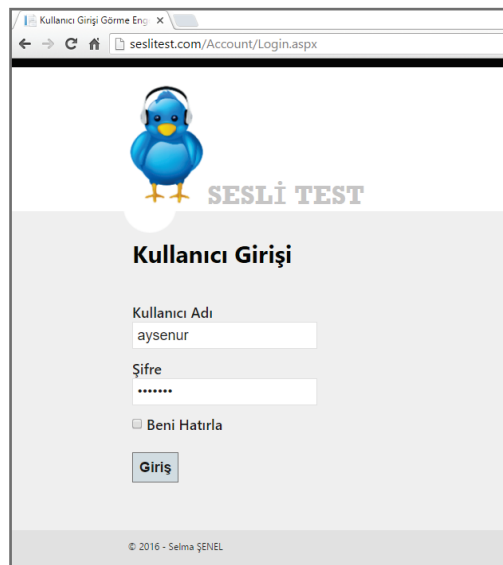 Kullanıcı Girişi Görme Eng
seslitest.com/Account/Login.aspx
SESLİ TEST
Kullanıcı Girişi
Kullanıcı Adı
aysenur
Şifre
•••••••
Beni Hatırla
Giriş
© 2016 - Selma ŞENEL